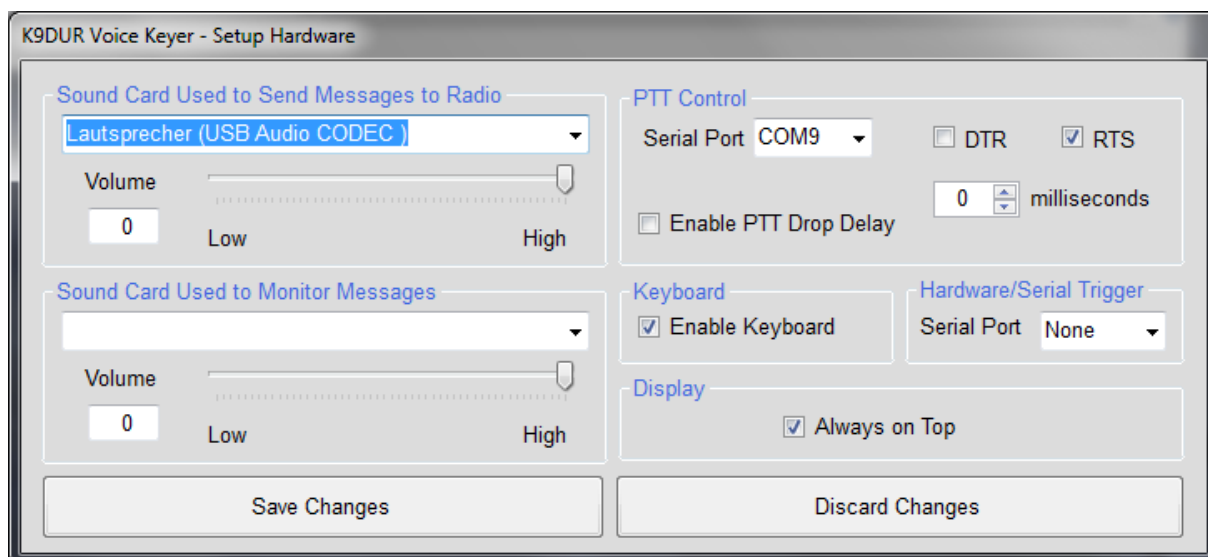 K9DUR Voice Keyer - Setup Hardware
Sound Card Used to Send Messages to Radio
Lautsprecher (USB Audio CODEC )
Volume
0
Low
High
Sound Card Used to Monitor Messages
Volume
0
Low
High
PTT Control
Serial Port COM9
DTR
RTS
0 milliseconds
Enable PTT Drop Delay
Keyboard
Enable Keyboard
Hardware/Serial Trigger
Serial Port None
Display
Always on Top
Save Changes
Discard Changes